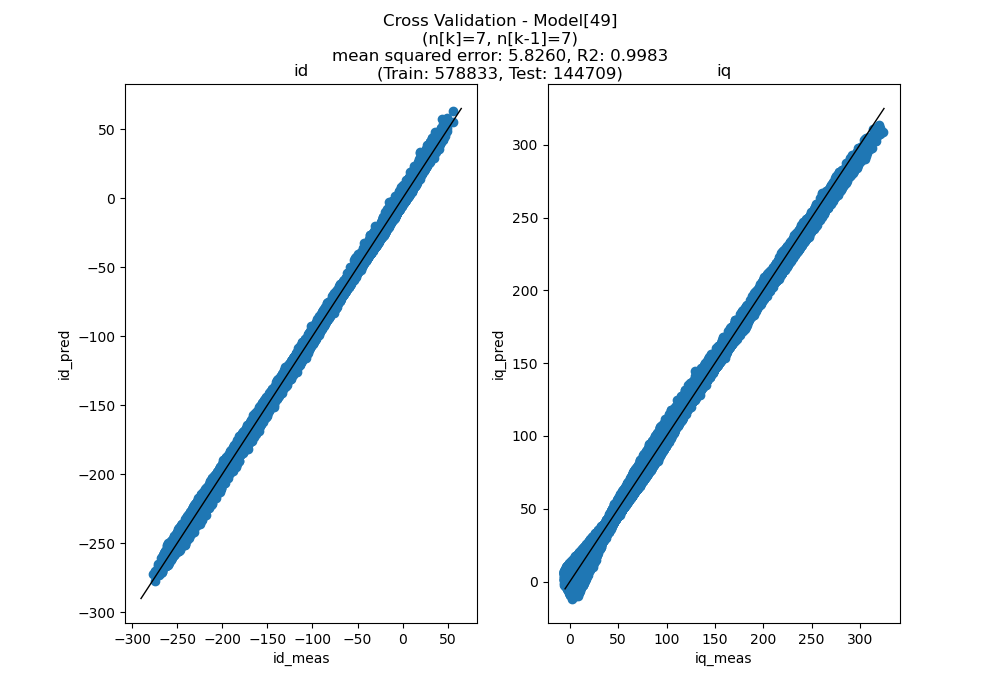 Cross Validation - Model[49]
(n[k]=7, n[k-1]=7)
mean squared error: 5.8260, R2: 0.9983
(Train: 578833, Test: 144709)
id
50
0
−50
−100
−150
−200
−250
−300
id_pred
−300 −250 −200 −150 −100 −50 0 50
id_meas
iq
300
250
200
150
100
50
0
iq_pred
0 50 100 150 200 250 300
iq_meas